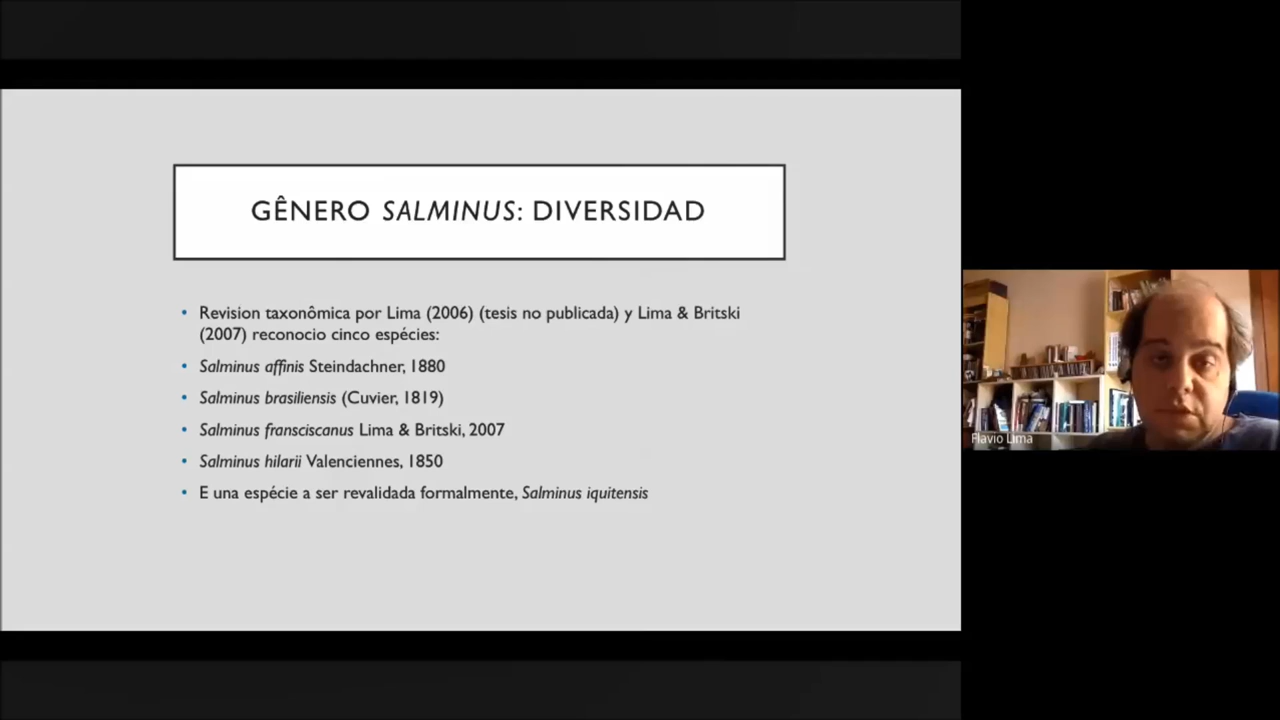 GÊNERO SALMINUS: DIVERSIDAD
• Revision taxonômica por Lima (2006) (tesis no publicada) y Lima & Britski
(2007) reconocio cinco espécies:
• Salminus affinis Steindachner, 1880
• Salminus brasiliensis (Cuvier, 1819)
• Salminus fransciscanus Lima & Britski, 2007
• Salminus hilarii Valenciennes, 1850
• E una espécie a ser revalidada formalmente, Salminus iquitensis
Flavio Lima